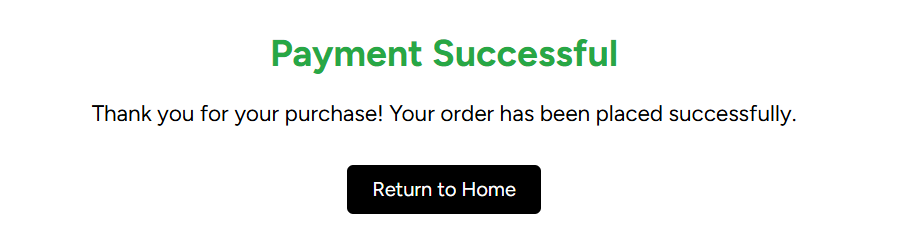 Payment Successful
Thank you for your purchase! Your order has been placed successfully.
Return to Home